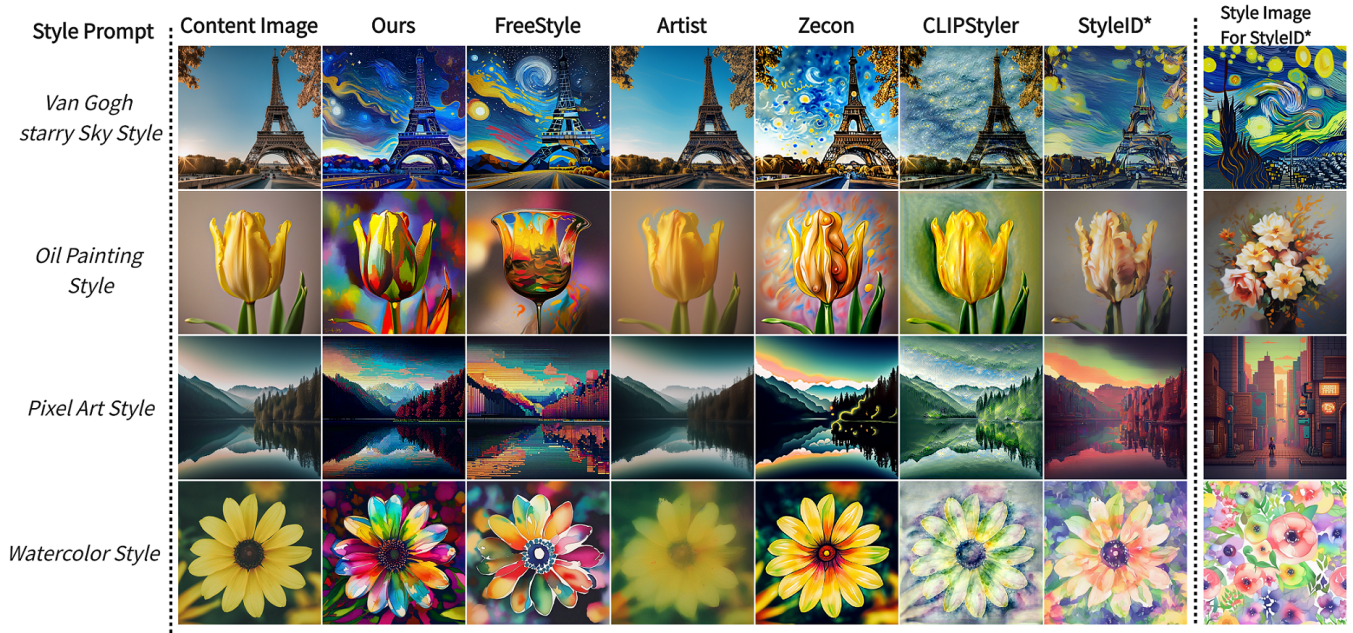 Style Prompt
Content Image
Ours
FreeStyle
Artist
Zecon
CLIPStyler
StyleID*
Style Image
For StyleID*
Van Gogh
starry Sky Style
Oil Painting
Style
Pixel Art Style
Watercolor Style